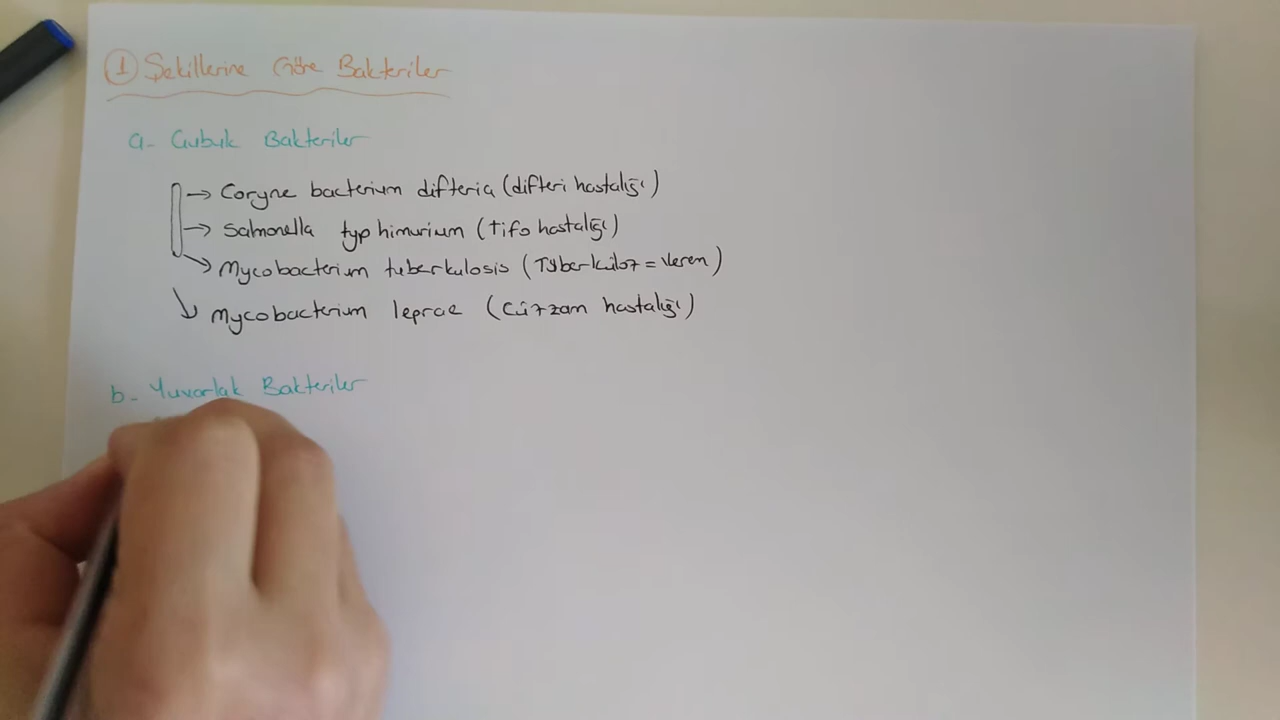 ① Şekillerine Göre Bakteriler
a- Çubuk Bakteriler
→ Coryne bacterium difteria (difteri hastalığı)
→ Salmonella typhimurium (tifo hastalığı)
→ Mycobacterium tuberkulosis (Tüberküloz = Verem)
→ Mycobacterium leprae (Cüzzam hastalığı)
b- Yuvarlak Bakteriler